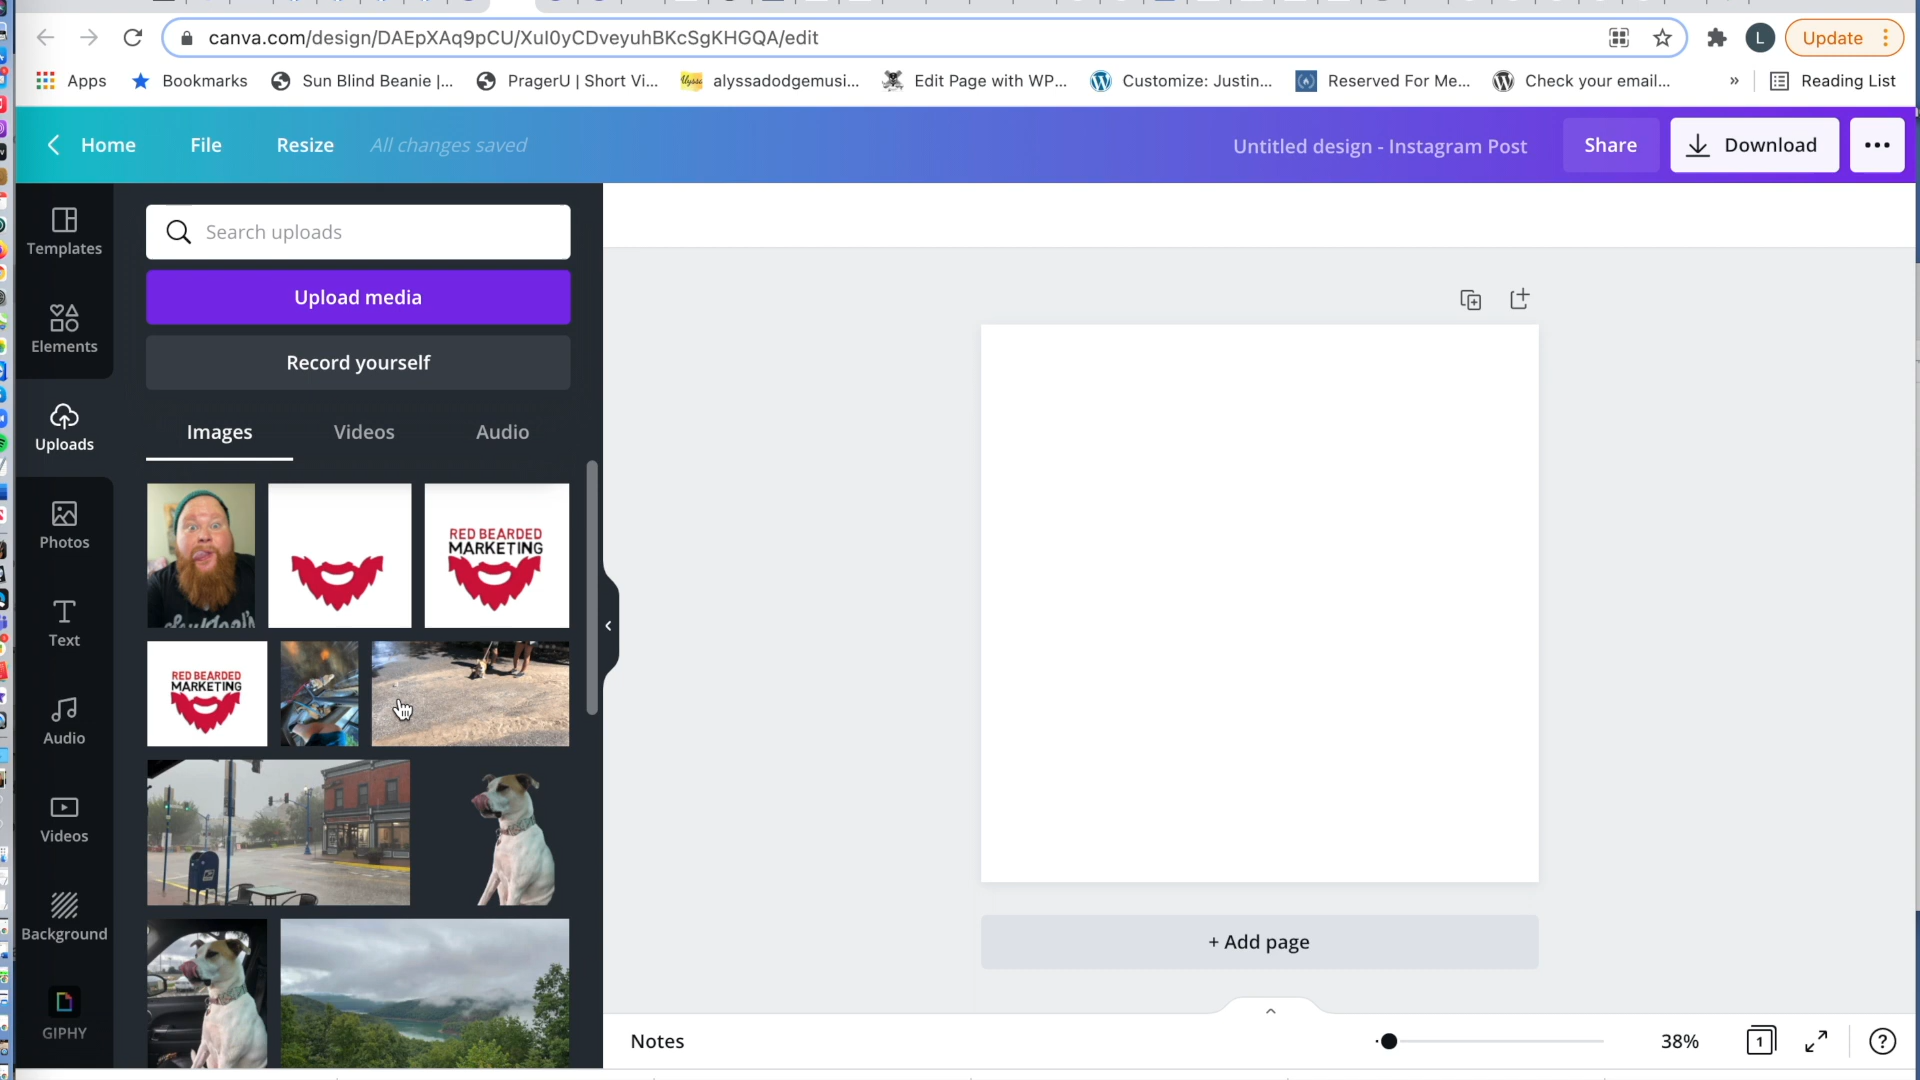 canva.com/design/DAEpXAq9pCU/XuI0yCDveyuhBKcSgKHGQA/edit
L
Update
Apps
Bookmarks
Sun Blind Beanie |...
PragerU | Short Vi...
alyssadodgemusi...
Edit Page with WP...
Customize: Justin...
Reserved For Me...
Check your email...
»
Reading List
Home
File
Resize
All changes saved
Untitled design - Instagram Post
Share
Download
Templates
Elements
Uploads
Photos
Text
Audio
Videos
Background
GIPHY
Search uploads
Upload media
Record yourself
Images
Videos
Audio
RED BEARDED
MARKETING
RED BEARDED
MARKETING
+ Add page
Notes
38%
1
?